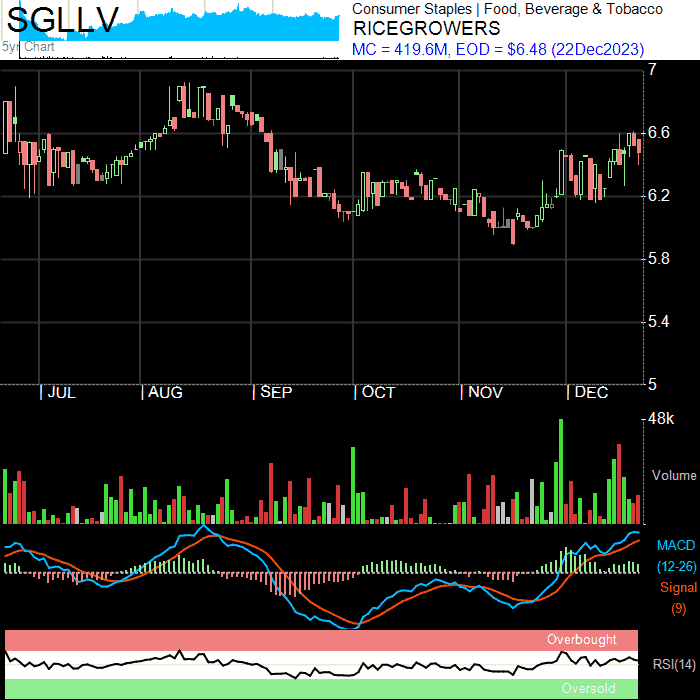 SGLLV
5yr Chart
Consumer Staples | Food, Beverage & Tobacco
RICEGROWERS
MC = 419.6M, EOD = $6.48 (22Dec2023)
7
6.6
6.2
5.8
5.4
5
JUL AUG SEP OCT NOV DEC
48k
Volume
MACD
(12-26)
Signal
(9)
Overbought
RSI(14)
Oversold